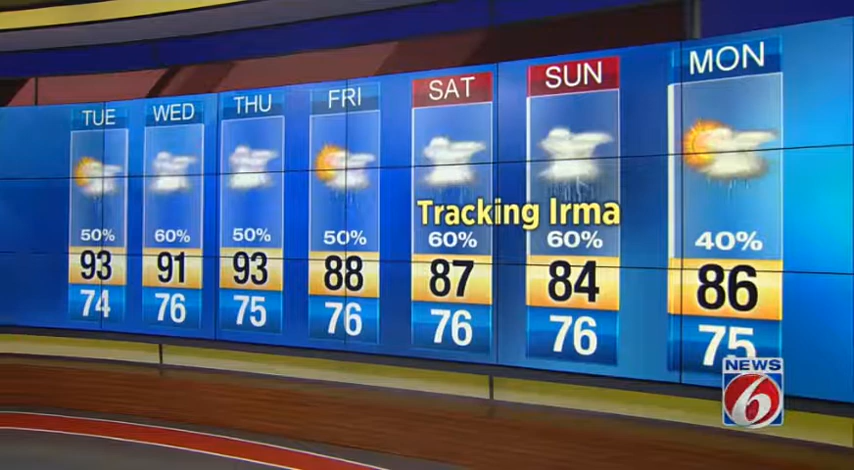 TUE WED THU FRI SAT SUN MON
Tracking Irma
50% 60% 50% 50% 60% 60% 40%
93 91 93 88 87 84 86
74 76 75 76 76 76 75
NEWS
6